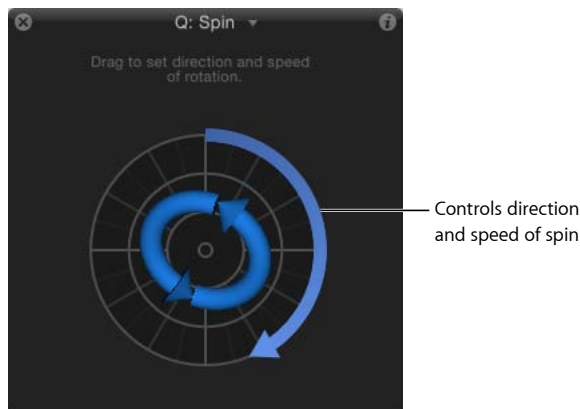 Q: Spin
Drag to set direction and speed
of rotation.
Controls direction
and speed of spin